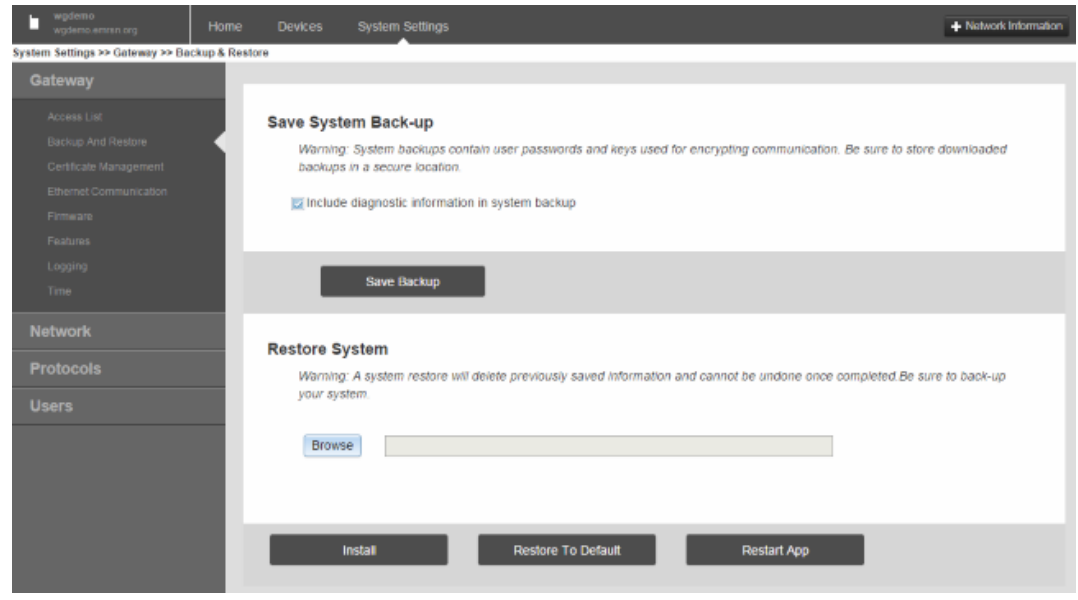 wgdemo
wgdemo.emrsn.org
Home
Devices
System Settings
+ Network Information
System Settings >> Gateway >> Backup & Restore
Gateway
Access List
Backup And Restore
Certificate Management
Ethernet Communication
Firmware
Features
Logging
Time
Network
Protocols
Users
Save System Back-up
Warning: System backups contain user passwords and keys used for encrypting communication. Be sure to store downloaded
backups in a secure location.
Include diagnostic information in system backup
Save Backup
Restore System
Warning: A system restore will delete previously saved information and cannot be undone once completed.Be sure to back-up
your system.
Browse
Install
Restore To Default
Restart App